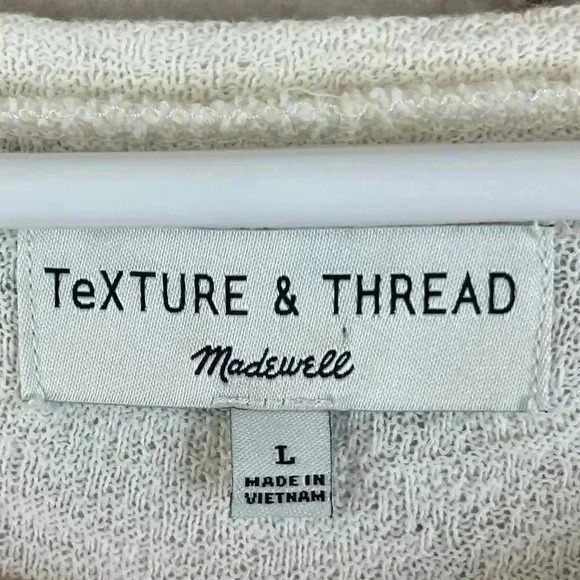 TeXTURE & THREAD
Madewell
L
MADE IN
VIETNAM